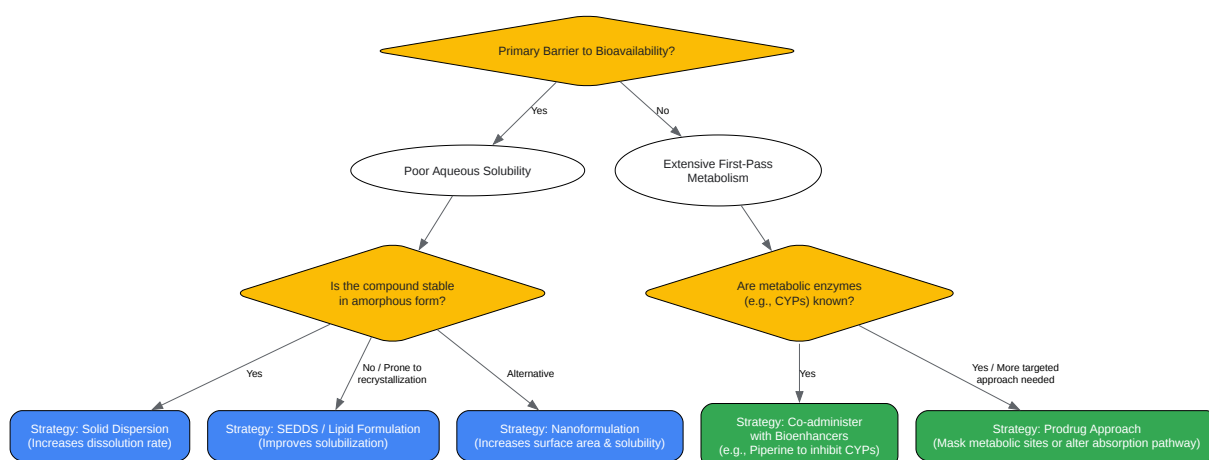 Primary Barrier to Bioavailability?
Yes
No
Poor Aqueous Solubility
Extensive First-Pass
Metabolism
Is the compound stable
in amorphous form?
Are metabolic enzymes
(e.g., CYPs) known?
Yes
No / Prone to
recrystallization
Alternative
Yes
Yes / More targeted
approach needed
Strategy: Solid Dispersion
(Increases dissolution rate)
Strategy: SEDDS / Lipid Formulation
(Improves solubilization)
Strategy: Nanoformulation
(Increases surface area & solubility)
Strategy: Co-administer
with Bioenhancers
(e.g., Piperine to inhibit CYPs)
Strategy: Prodrug Approach
(Mask metabolic sites or alter absorption pathway)